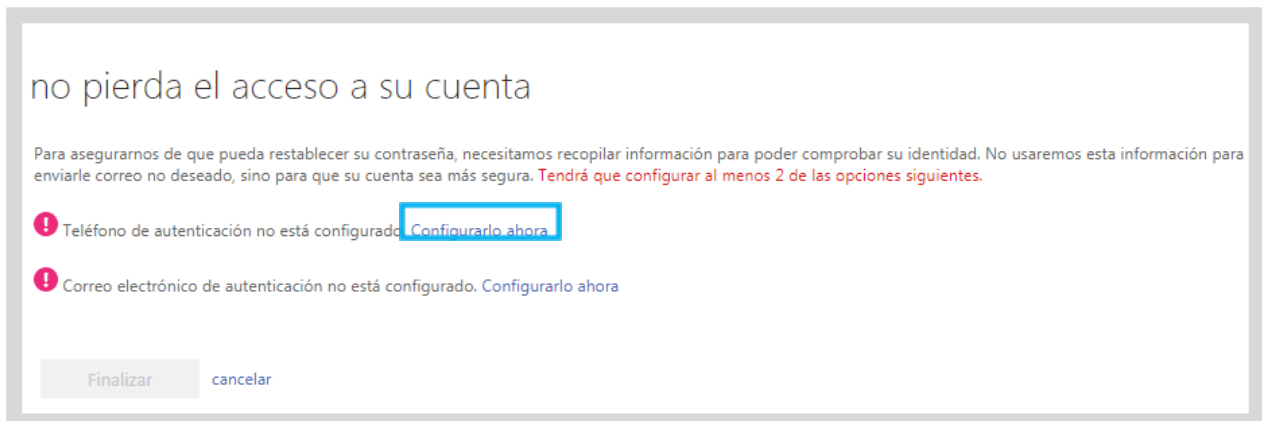 no pierda el acceso a su cuenta
Para asegurarnos de que pueda restablecer su contraseña, necesitamos recopilar información para poder comprobar su identidad. No usaremos esta información para
enviarle correo no deseado, sino para que su cuenta sea más segura. Tendrá que configurar al menos 2 de las opciones siguientes.
! Teléfono de autenticación no está configurado Configurarlo ahora
! Correo electrónico de autenticación no está configurado. Configurarlo ahora
Finalizar cancelar